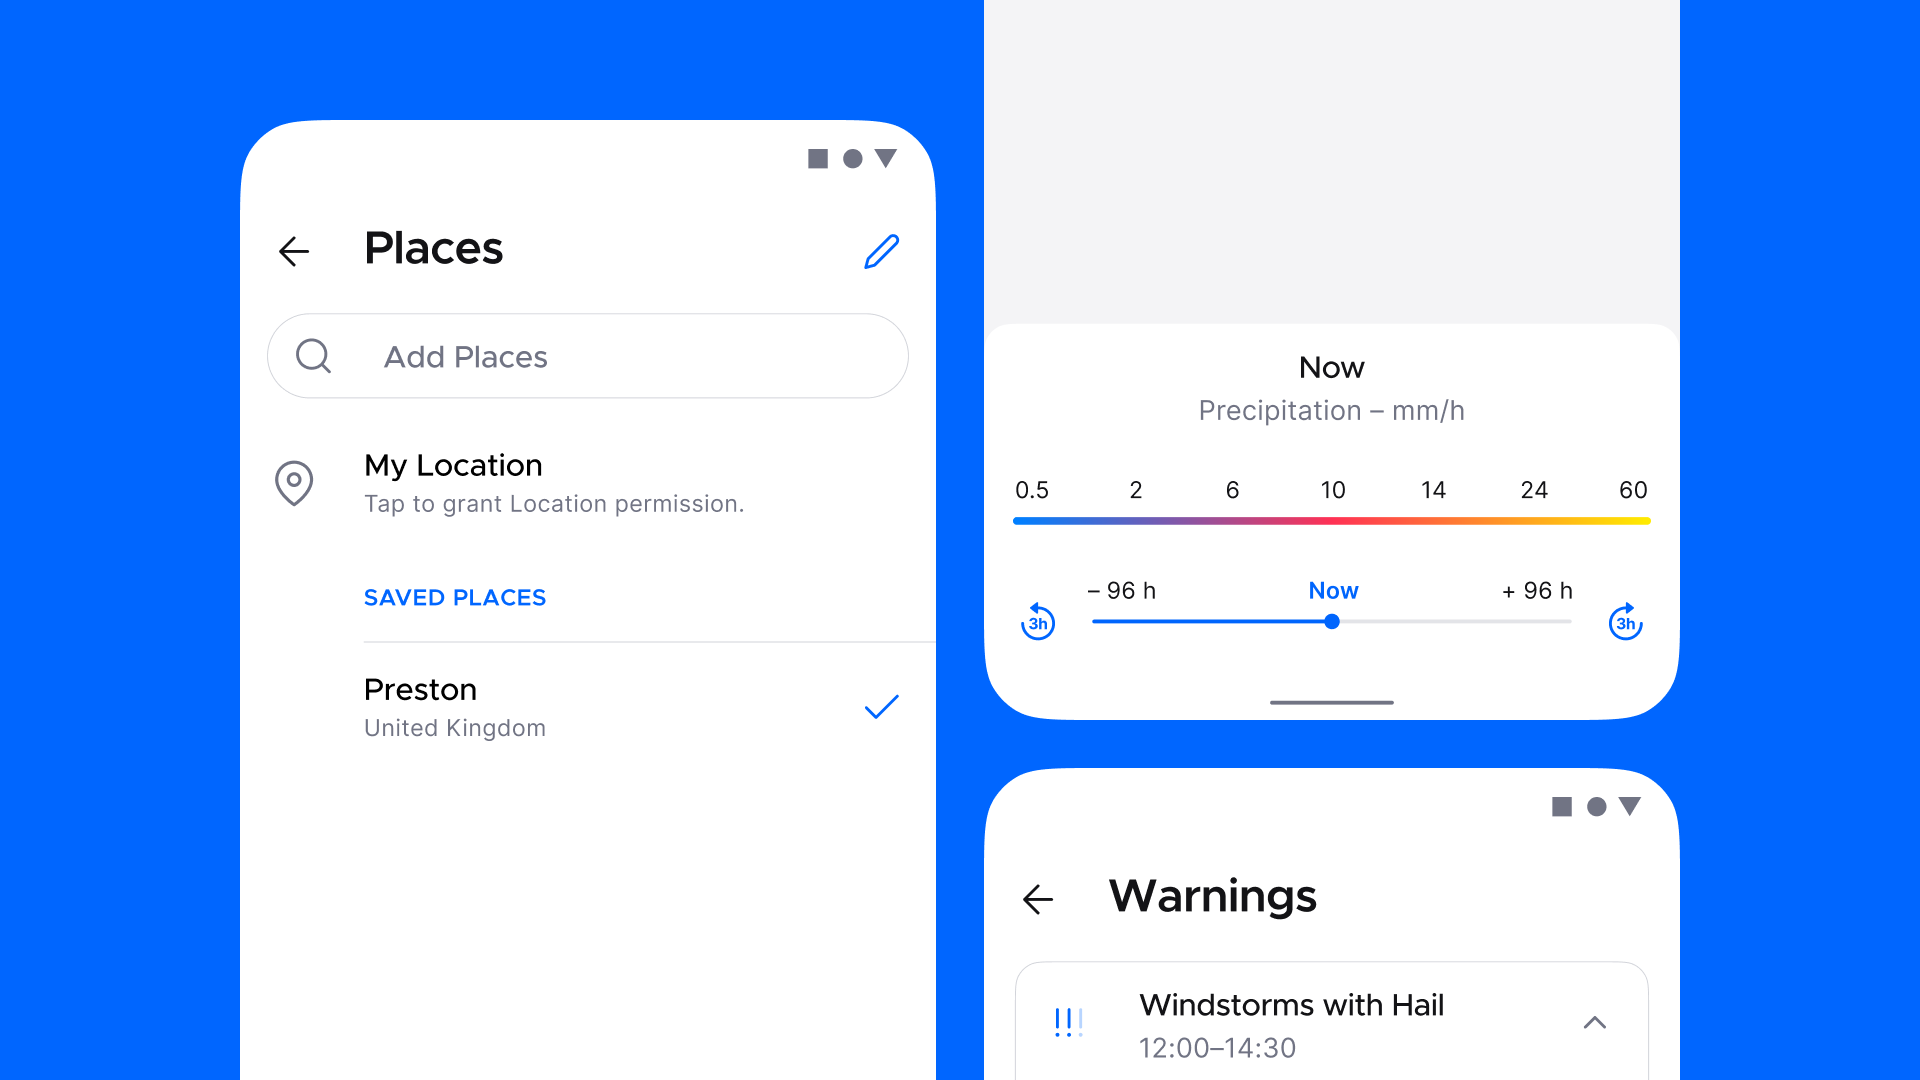 Places
Add Places
My Location
Tap to grant Location permission.
SAVED PLACES
Preston
United Kingdom
Now
Precipitation – mm/h
0.5 2 6 10 14 24 60
– 96 h Now + 96 h
3h 3h
Warnings
Windstorms with Hail
12:00–14:30